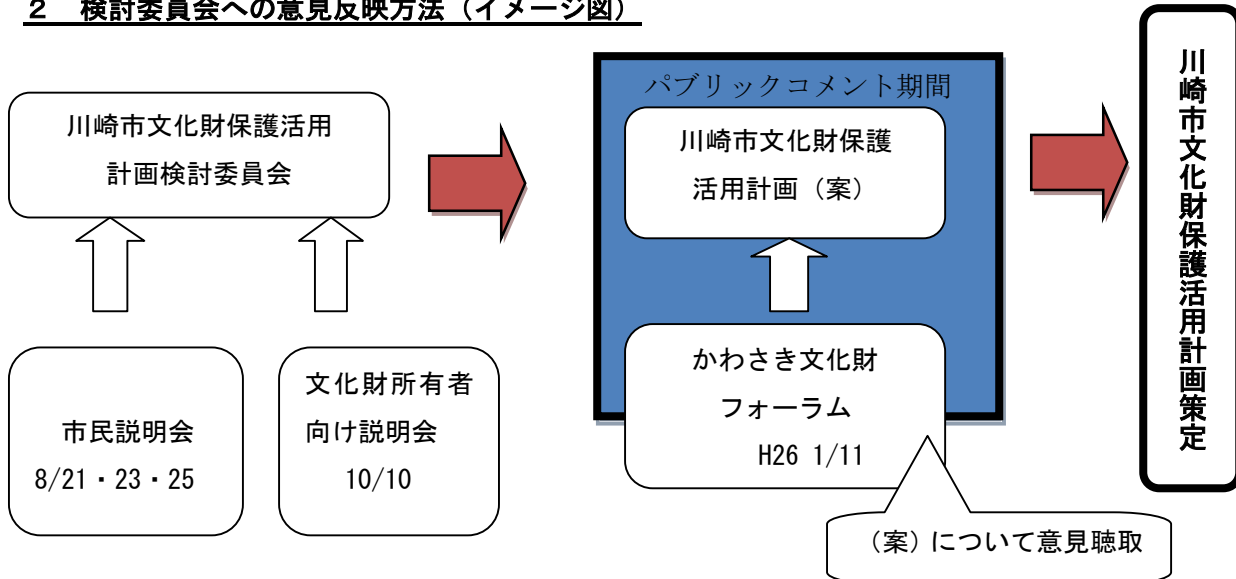 ２　検討委員会への意見反映方法（イメージ図）
川崎市文化財保護活用
計画検討委員会
市民説明会
8/21・23・25
文化財所有者
向け説明会
10/10
パブリックコメント期間
川崎市文化財保護
活用計画（案）
かわさき文化財
フォーラム
H26 1/11
（案）について意見聴取
川崎市文化財保護活用計画策定